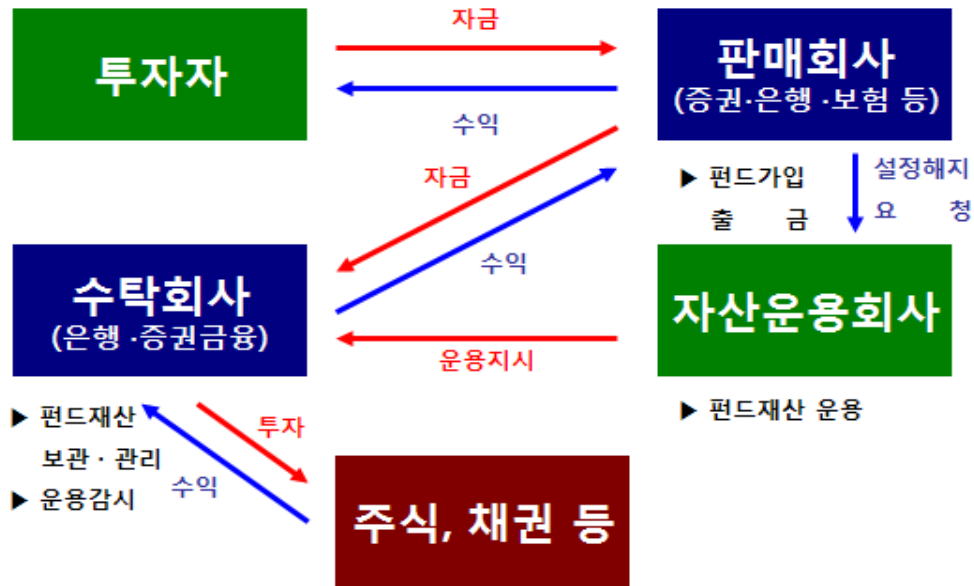 자금
투자자
판매회사
(증권·은행 ·보험 등)
수익
자금
▶ 펀드가입
출 금
설정해지
요 청
수익
수탁회사
(은행 ·증권금융)
자산운용회사
운용지시
▶ 펀드재산
보관 · 관리
▶ 운용감시
투자
수익
▶ 펀드재산 운용
주식, 채권 등